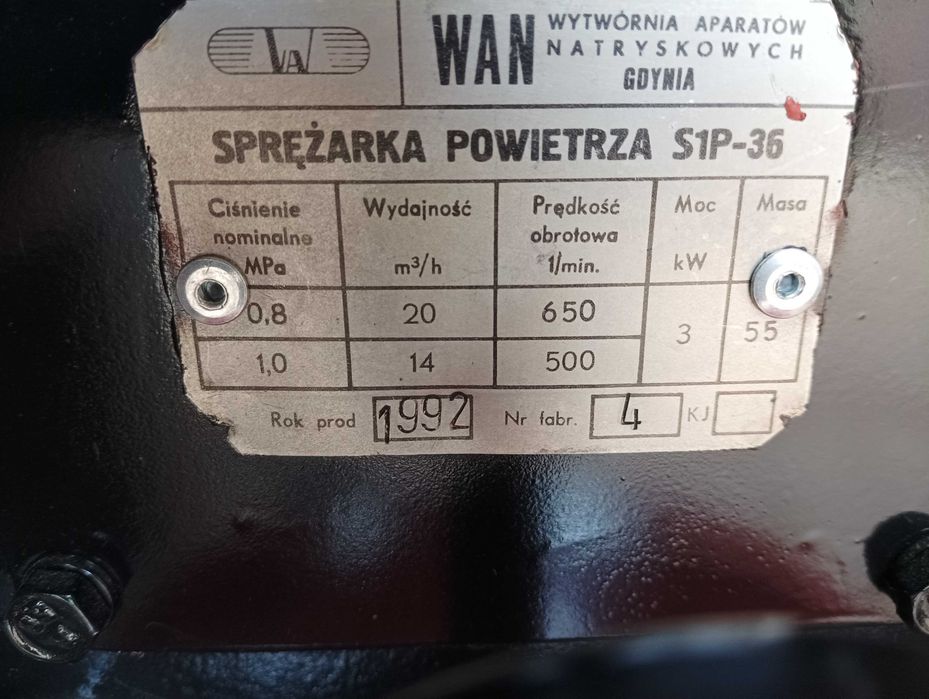 WAN
WAN WYTWÓRNIA APARATÓW
NATRYSKOWYCH
GDYNIA
SPRĘŻARKA POWIETRZA S1P-36
Ciśnienie nominalne MPa Wydajność m³/h Prędkość obrotowa 1/min. Moc kW Masa
0,8 20 650 3 55
1,0 14 500
Rok prod 1992 Nr fabr. 4 KJ